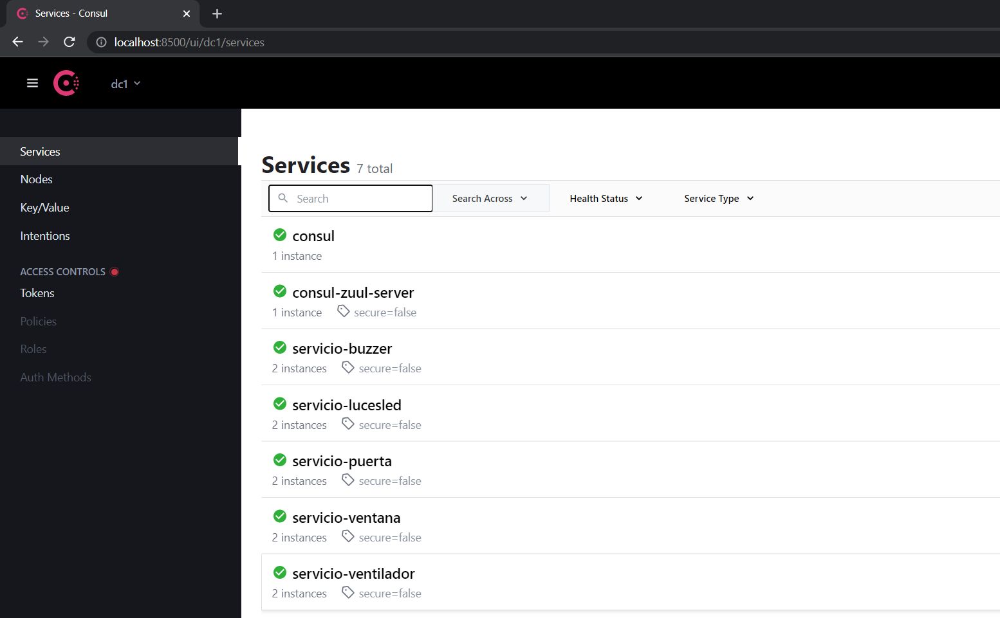 Services - Consul
localhost:8500/ui/dc1/services
dc1
Services
Nodes
Key/Value
Intentions
ACCESS CONTROLS
Tokens
Policies
Roles
Auth Methods
Services 7 total
Search Search Across Health Status Service Type
consul
1 instance
consul-zuul-server
1 instance secure=false
servicio-buzzer
2 instances secure=false
servicio-lucesled
2 instances secure=false
servicio-puerta
2 instances secure=false
servicio-ventana
2 instances secure=false
servicio-ventilador
2 instances secure=false